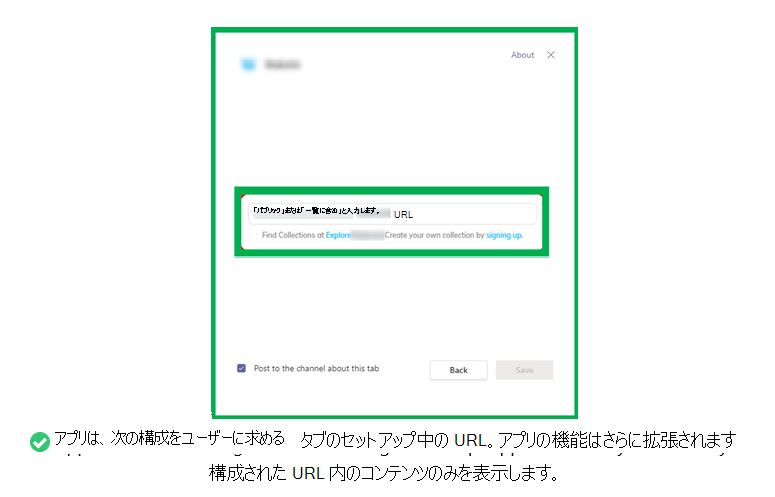 About
「パブリック」または「一覧に含め」と入力します。 URL
Find Collections at Explore Create your own collection by signing up.
Post to the channel about this tab
Back
Save
アプリは、次の構成をユーザーに求める タブのセットアップ中の URL。アプリの機能はさらに拡張されます
構成された URL 内のコンテンツのみを表示します。